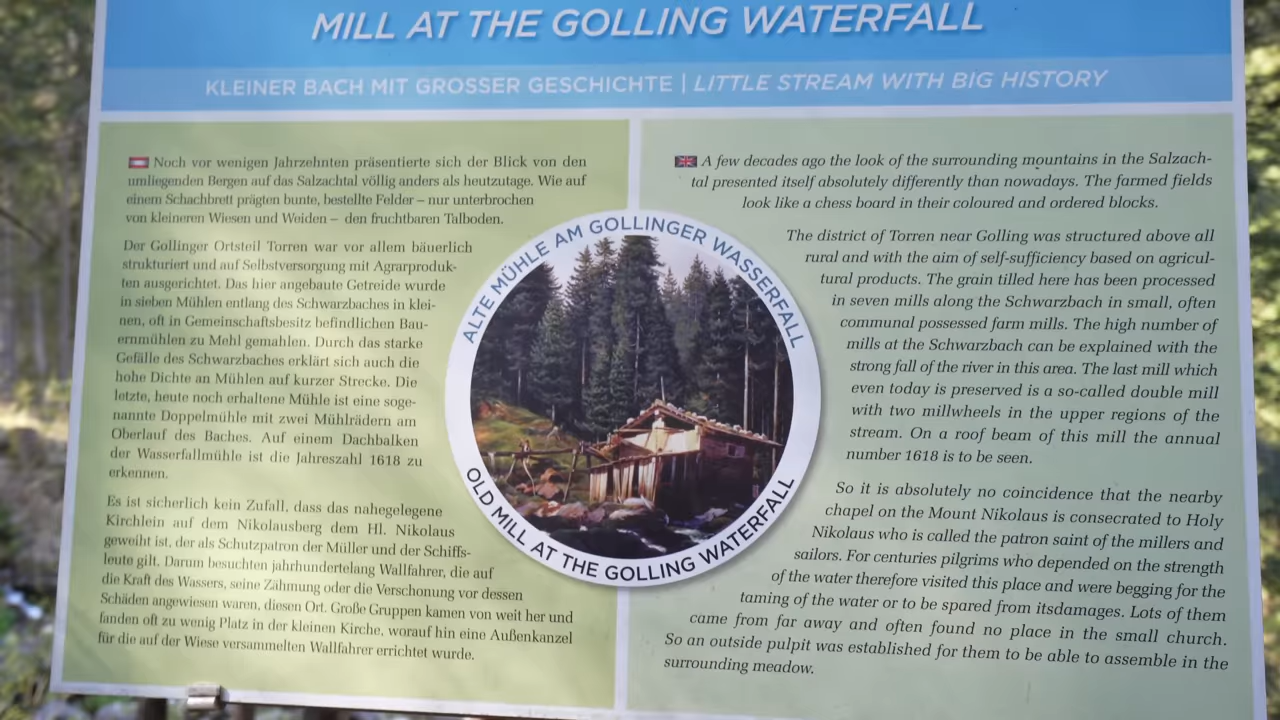 MILL AT THE GOLLING WATERFALL
KLEINER BACH MIT GROSSER GESCHICHTE | LITTLE STREAM WITH BIG HISTORY
Noch vor wenigen Jahrzehnten präsentierte sich der Blick von den
umliegenden Bergen auf das Salzachtal völlig anders als heutzutage. Wie auf
einem Schachbrett prägten bunte, bestellte Felder – nur unterbrochen
von kleineren Wiesen und Weiden – den fruchtbaren Talboden.
Der Gollinger Ortsteil Torren war vor allem bäuerlich
strukturiert und auf Selbstversorgung mit Agrarproduk-
ten ausgerichtet. Das hier angebaute Getreide wurde
in sieben Mühlen entlang des Schwarzbaches in klei-
nen, oft in Gemeinschaftsbesitz befindlichen Bau-
ernmühlen zu Mehl gemahlen. Durch das starke
Gefälle des Schwarzbaches erklärt sich auch die
hohe Dichte an Mühlen auf kurzer Strecke. Die
letzte, heute noch erhaltene Mühle ist eine soge-
nannte Doppelmühle mit zwei Mühlrädern am
Oberlauf des Baches. Auf einem Dachbalken
der Wasserfallmühle ist die Jahreszahl 1618 zu
erkennen.
Es ist sicherlich kein Zufall, dass das nahegelegene
Kirchlein auf dem Nikolausberg dem Hl. Nikolaus
geweiht ist, der als Schutzpatron der Müller und der Schiffs-
leute gilt. Darum besuchten jahrhundertelang Wallfahrer, die auf
die Kraft des Wassers, seine Zähmung oder die Verschonung vor dessen
Schäden angewiesen waren, diesen Ort. Große Gruppen kamen von weit her und
fanden oft zu wenig Platz in der kleinen Kirche, worauf hin eine Außenkanzel
für die auf der Wiese versammelten Wallfahrer errichtet wurde.
ALTE MÜHLE AM GOLLINGER WASSERFALL
OLD MILL AT THE GOLLING WATERFALL
A few decades ago the look of the surrounding mountains in the Salzach-
tal presented itself absolutely differently than nowadays. The farmed fields
look like a chess board in their coloured and ordered blocks.
The district of Torren near Golling was structured above all
rural and with the aim of self-sufficiency based on agricul-
tural products. The grain tilled here has been processed
in seven mills along the Schwarzbach in small, often
communal possessed farm mills. The high number of
mills at the Schwarzbach can be explained with the
strong fall of the river in this area. The last mill which
even today is preserved is a so-called double mill
with two millwheels in the upper regions of the
stream. On a roof beam of this mill the annual
number 1618 is to be seen.
So it is absolutely no coincidence that the nearby
chapel on the Mount Nikolaus is consecrated to Holy
Nikolaus who is called the patron saint of the millers and
sailors. For centuries pilgrims who depended on the strength
of the water therefore visited this place and were begging for the
taming of the water or to be spared from itsdamages. Lots of them
came from far away and often found no place in the small church.
So an outside pulpit was established for them to be able to assemble in the
surrounding meadow.